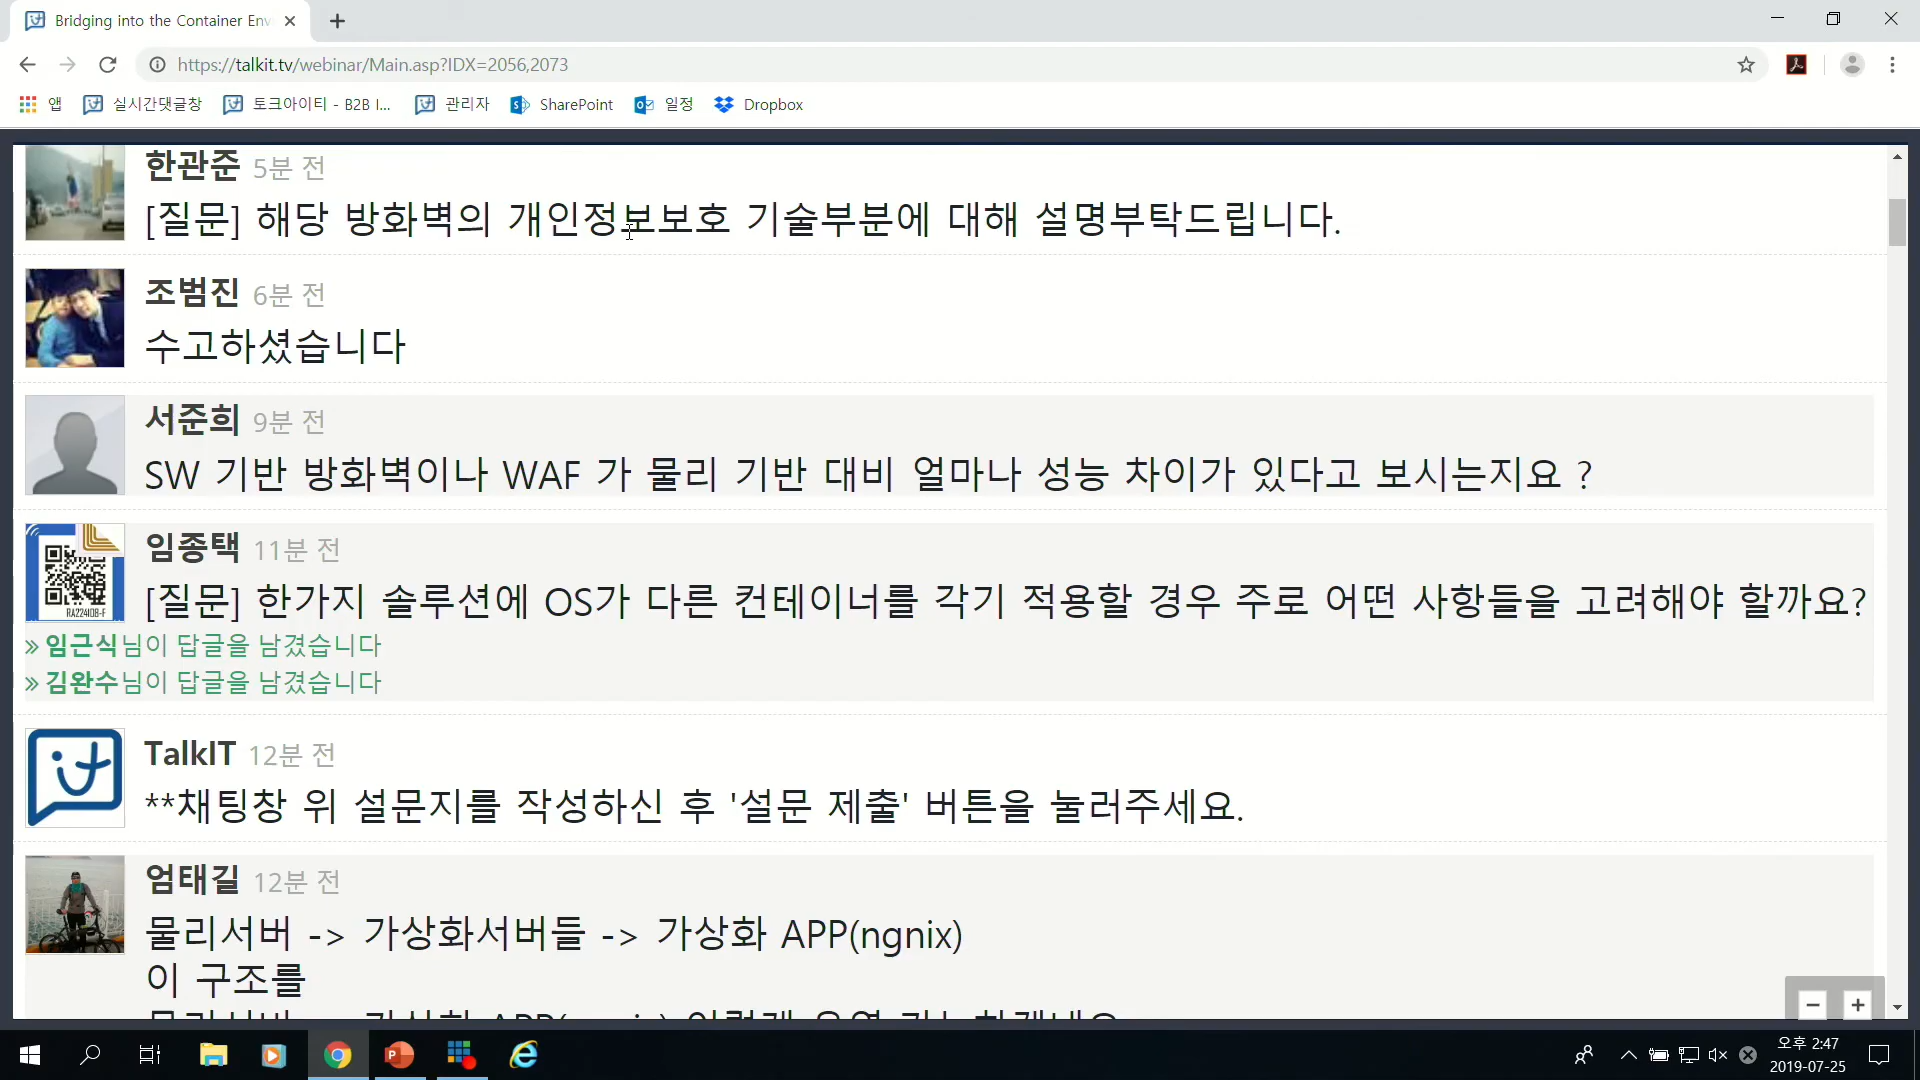 Bridging into the Container Env
https://talkit.tv/webinar/Main.asp?IDX=2056,2073
앱 실시간댓글창 토크아이티 - B2B I... 관리자 SharePoint 일정 Dropbox
한관준 5분 전
[질문] 해당 방화벽의 개인정보보호 기술부분에 대해 설명부탁드립니다.
조범진 6분 전
수고하셨습니다
서준희 9분 전
SW 기반 방화벽이나 WAF 가 물리 기반 대비 얼마나 성능 차이가 있다고 보시는지요 ?
임종택 11분 전
[질문] 한가지 솔루션에 OS가 다른 컨테이너를 각기 적용할 경우 주로 어떤 사항들을 고려해야 할까요?
RA22410B-F
» 임근식님이 답글을 남겼습니다
» 김완수님이 답글을 남겼습니다
TalkIT 12분 전
**채팅창 위 설문지를 작성하신 후 '설문 제출' 버튼을 눌러주세요.
엄태길 12분 전
물리서버 -> 가상화서버들 -> 가상화 APP(ngnix)
이 구조를
오후 2:47
2019-07-25